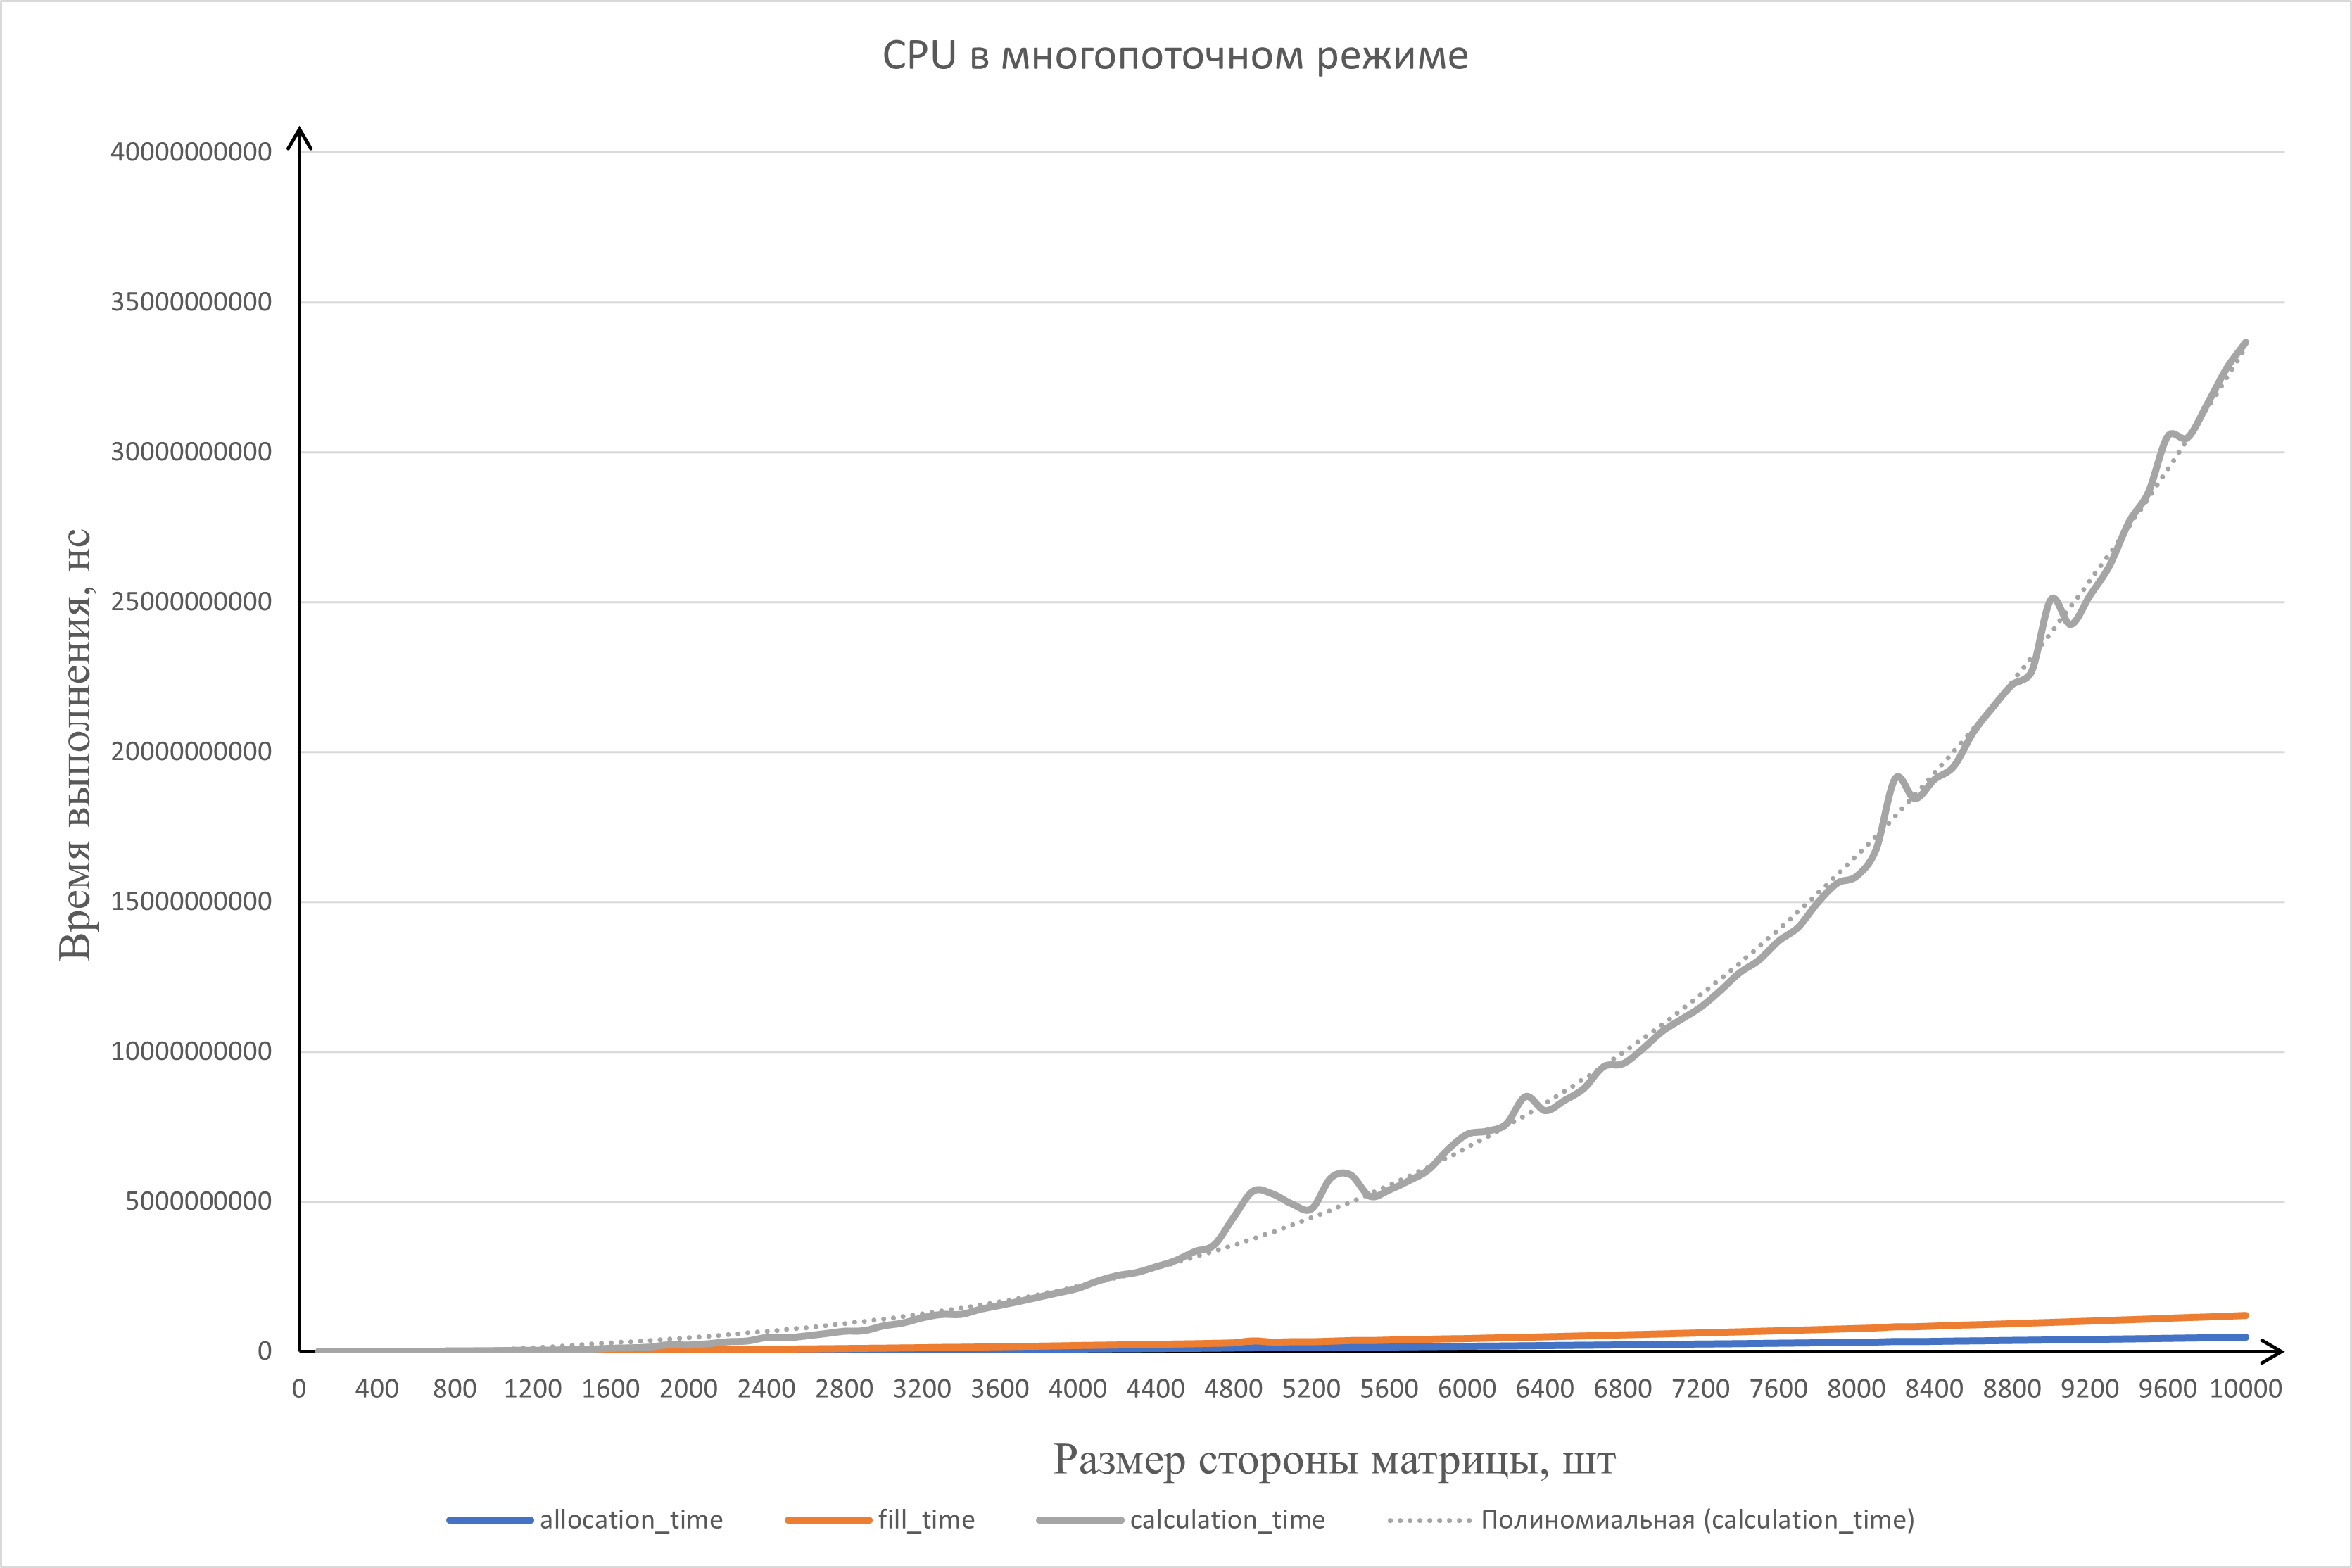 CPU в многопоточном режиме
Время выполнения, нс
40000000000
35000000000
30000000000
25000000000
20000000000
15000000000
10000000000
5000000000
0
0 400 800 1200 1600 2000 2400 2800 3200 3600 4000 4400 4800 5200 5600 6000 6400 6800 7200 7600 8000 8400 8800 9200 9600 10000
Размер стороны матрицы, шт
allocation_time fill_time calculation_time Полиномиальная (calculation_time)